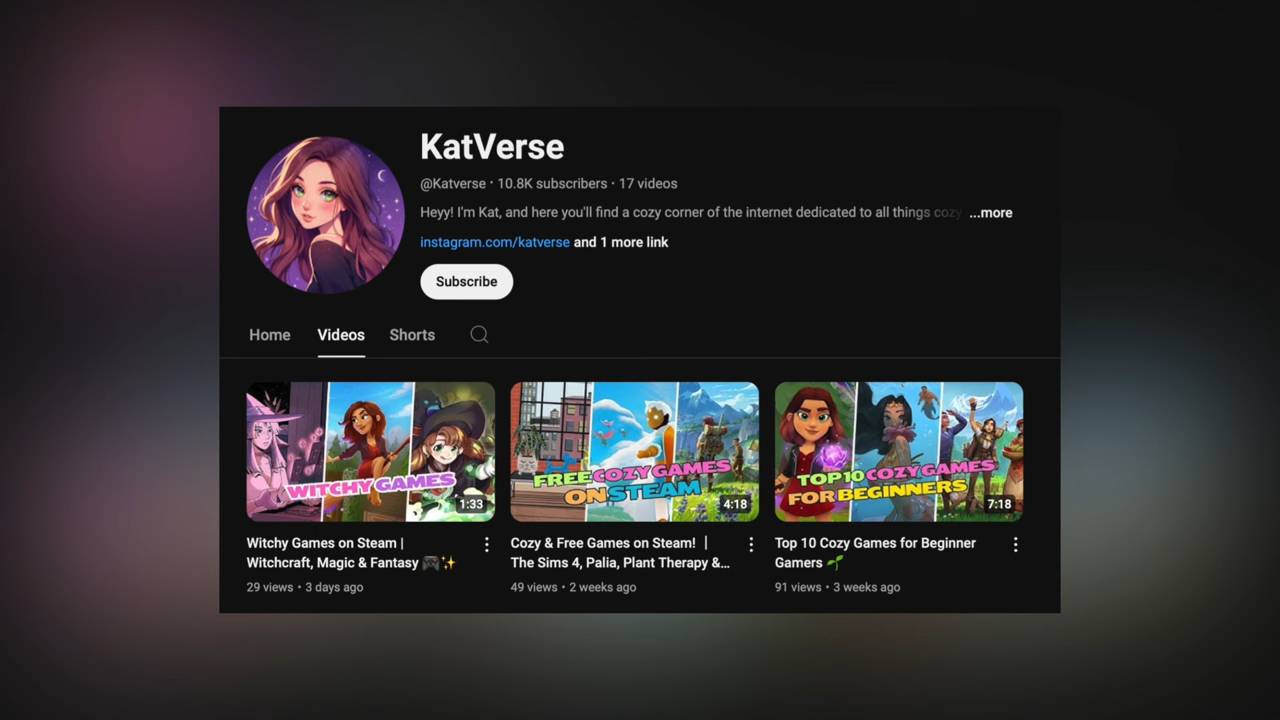 KatVerse
@Katverse • 10.8K subscribers • 17 videos
Heyy! I'm Kat, and here you'll find a cozy corner of the internet dedicated to all things cozy ...more
instagram.com/katverse and 1 more link
Subscribe
Home Videos Shorts
WITCHY GAMES
1:33
FREE COZY GAMES
ON STEAM
4:18
TOP 10 COZY GAMES
FOR BEGINNERS
7:18
Witchy Games on Steam |
Witchcraft, Magic & Fantasy 🎮✨
29 views • 3 days ago
Cozy & Free Games on Steam! |
The Sims 4, Palia, Plant Therapy &...
49 views • 2 weeks ago
Top 10 Cozy Games for Beginner
Gamers 🌱
91 views • 3 weeks ago